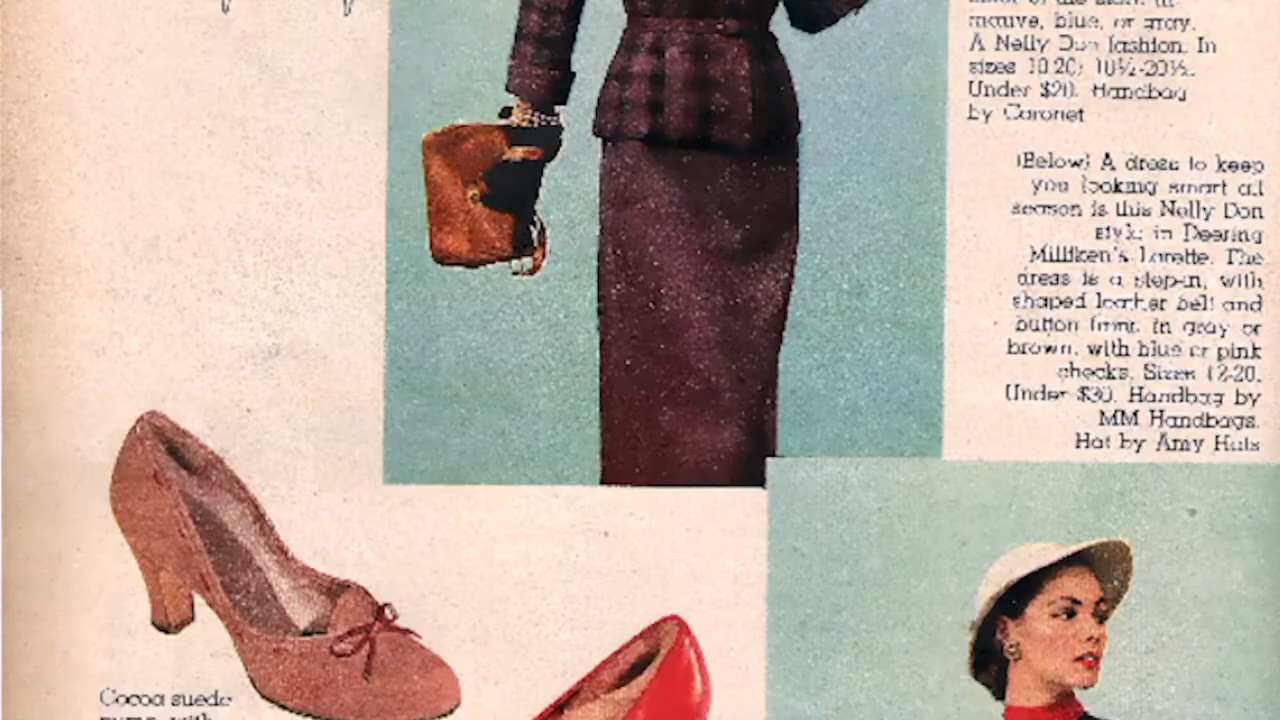 mauve, blue, or gray.
A Nelly Don fashion. In
sizes 10-20; 10½-20½.
Under $20. Handbag
by Coronet
(Below) A dress to keep
you looking smart all
season is this Nelly Don
style in Deering
Milliken's Lorette. The
dress is a step-in, with
shaped leather belt and
button front. In gray or
brown, with blue or pink
checks. Sizes 12-20.
Under $30. Handbag by
MM Handbags.
Hat by Amy Hats
Cocoa suede
pump, with